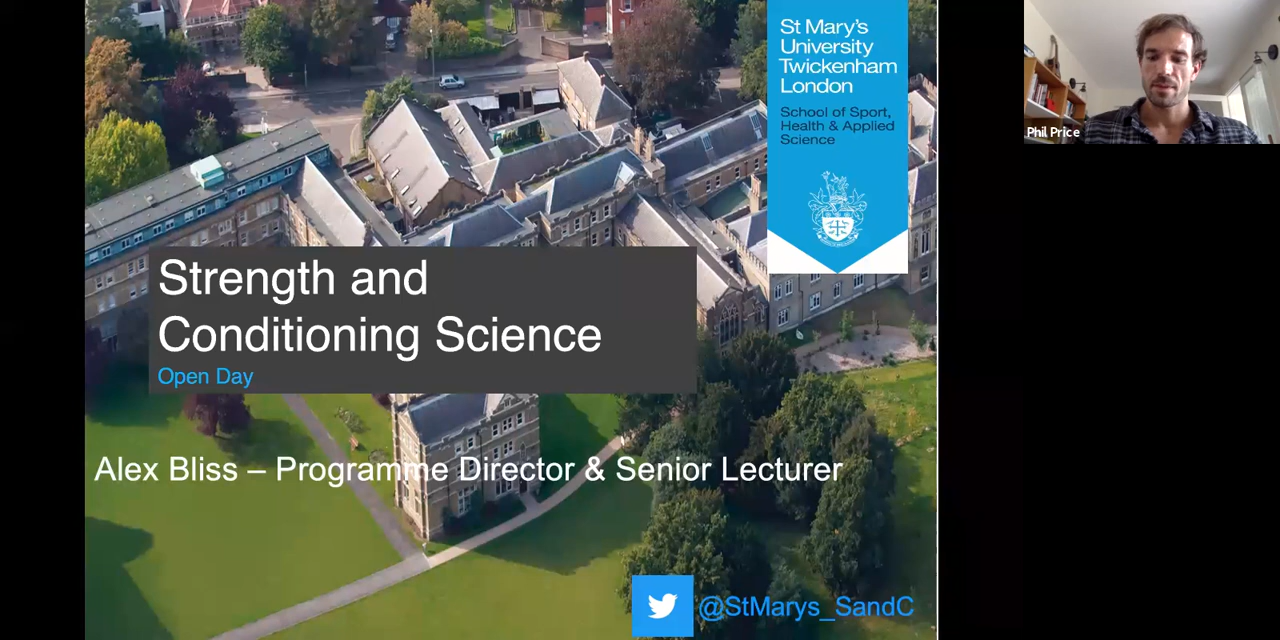 St Mary's
University
Twickenham
London
School of Sport,
Health & Applied
Science
Phil Price
Strength and
Conditioning Science
Open Day
Alex Bliss – Programme Director & Senior Lecturer
@StMarys_SandC